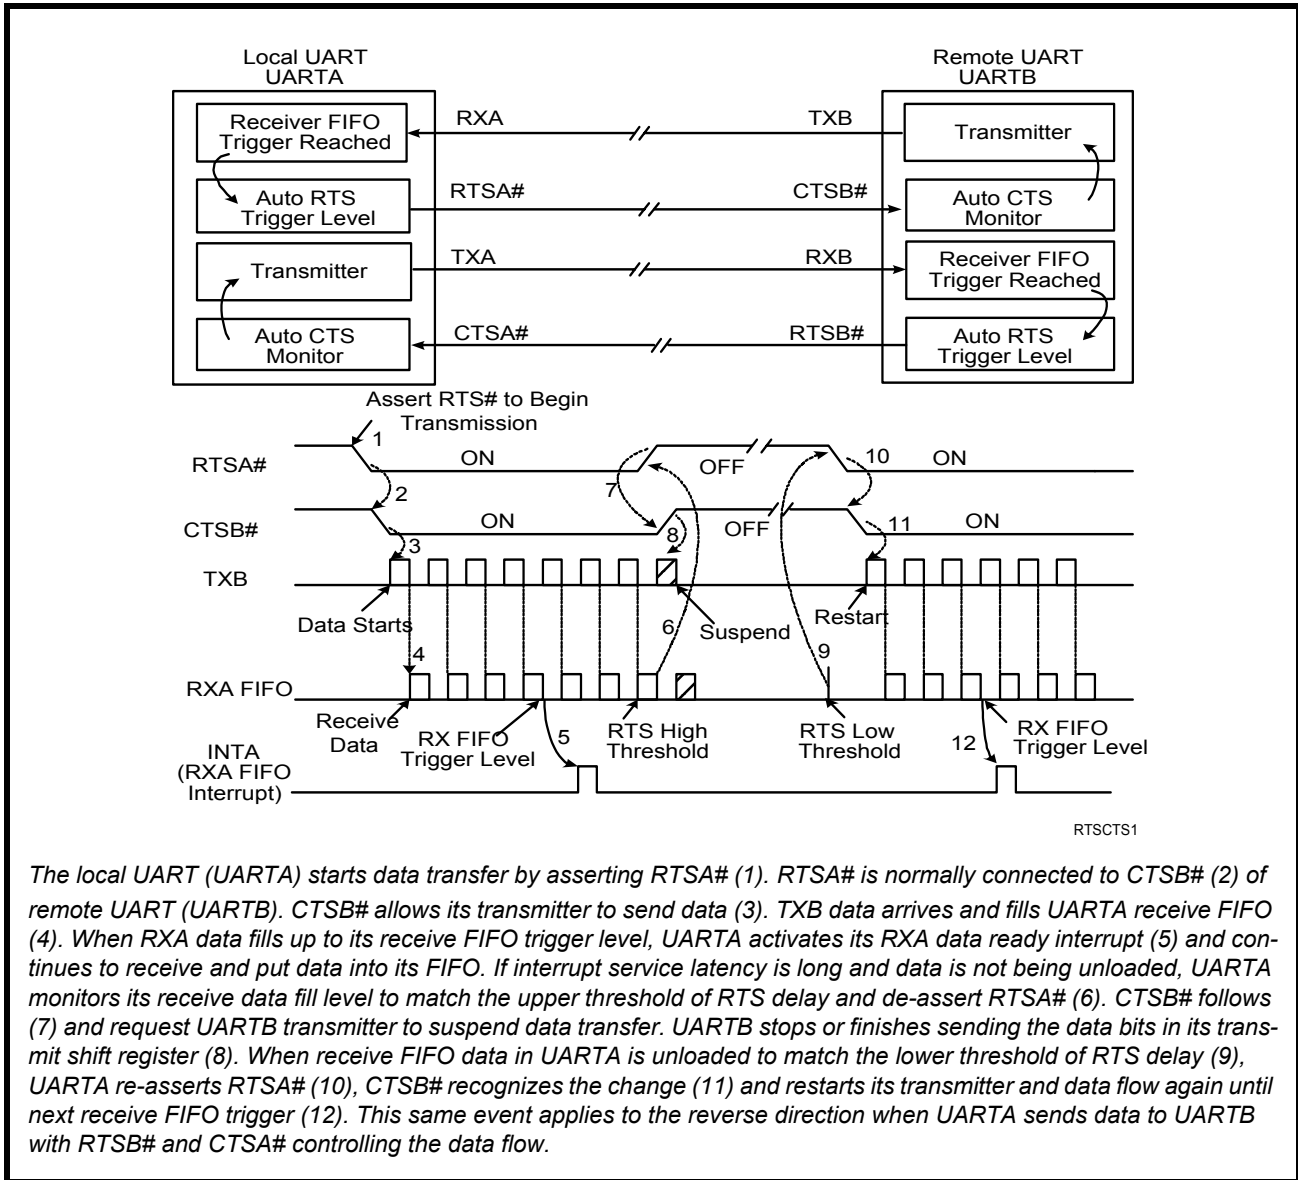 Local UART
UARTA
Remote UART
UARTB
Receiver FIFO
Trigger Reached
RXA
TXB
Transmitter
Auto RTS
Trigger Level
RTSA#
CTSB#
Auto CTS
Monitor
Transmitter
TXA
RXB
Receiver FIFO
Trigger Reached
Auto CTS
Monitor
CTSA#
RTSB#
Auto RTS
Trigger Level
Assert RTS# to Begin
Transmission
1
RTSA#
ON
OFF
10
ON
2
7
CTSB#
ON
OFF
11
ON
3
8
TXB
Data Starts
6
Suspend
Restart
4
9
RXA FIFO
Receive
Data
RX FIFO
Trigger Level
5
RTS High
Threshold
RTS Low
Threshold
12
RX FIFO
Trigger Level
INTA
(RXA FIFO
Interrupt)
RTSCTS1
The local UART (UARTA) starts data transfer by asserting RTSA# (1). RTSA# is normally connected to CTSB# (2) of
remote UART (UARTB). CTSB# allows its transmitter to send data (3). TXB data arrives and fills UARTA receive FIFO
(4). When RXA data fills up to its receive FIFO trigger level, UARTA activates its RXA data ready interrupt (5) and con-
tinues to receive and put data into its FIFO. If interrupt service latency is long and data is not being unloaded, UARTA
monitors its receive data fill level to match the upper threshold of RTS delay and de-assert RTSA# (6). CTSB# follows
(7) and request UARTB transmitter to suspend data transfer. UARTB stops or finishes sending the data bits in its trans-
mit shift register (8). When receive FIFO data in UARTA is unloaded to match the lower threshold of RTS delay (9),
UARTA re-asserts RTSA# (10), CTSB# recognizes the change (11) and restarts its transmitter and data flow again until
next receive FIFO trigger (12). This same event applies to the reverse direction when UARTA sends data to UARTB
with RTSB# and CTSA# controlling the data flow.